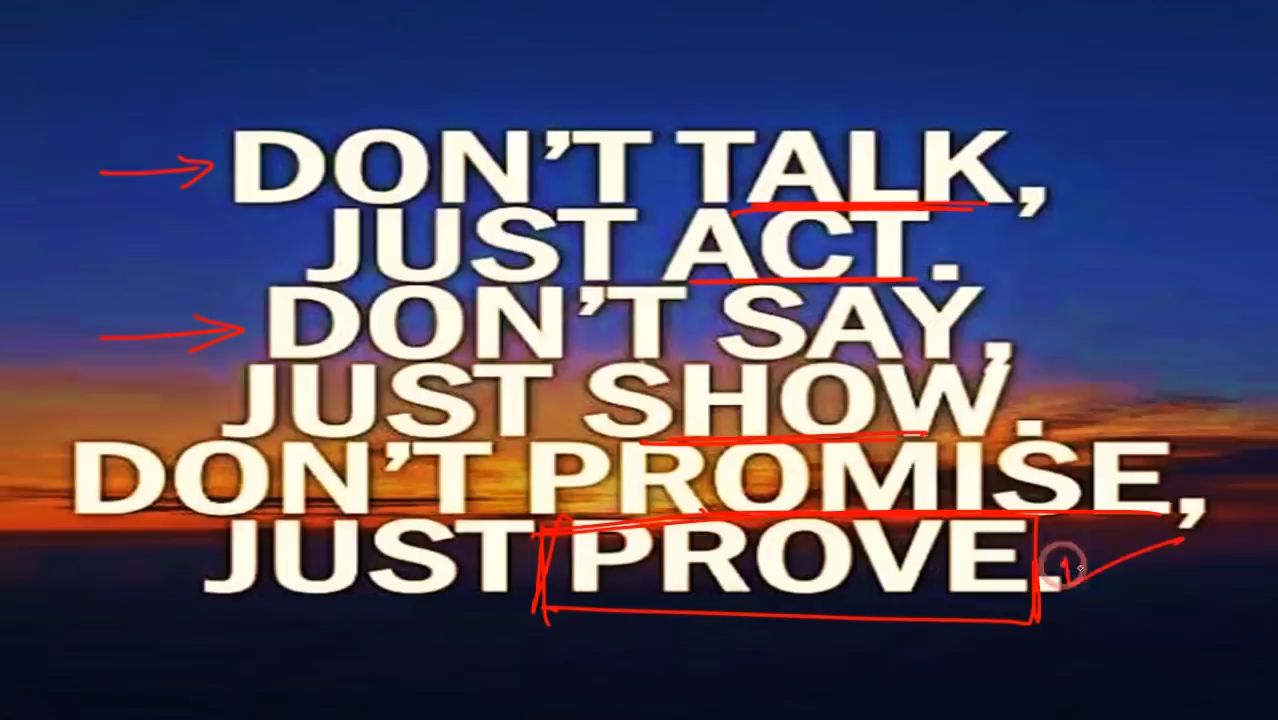 DON'T TALK,
JUST ACT.
DON'T SAY,
JUST SHOW.
DON'T PROMISE,
JUST PROVE.